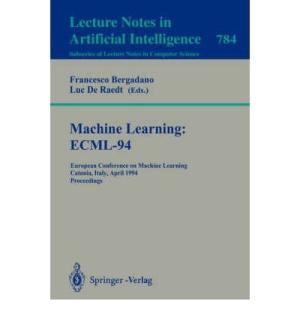 Lecture Notes in
Artificial Intelligence 784
Subseries of Lecture Notes in Computer Science
Francesco Bergadano
Luc De Raedt (Eds.)
Machine Learning:
ECML-94
European Conference on Machine Learning
Catania, Italy, April 1994
Proceedings
Springer-Verlag